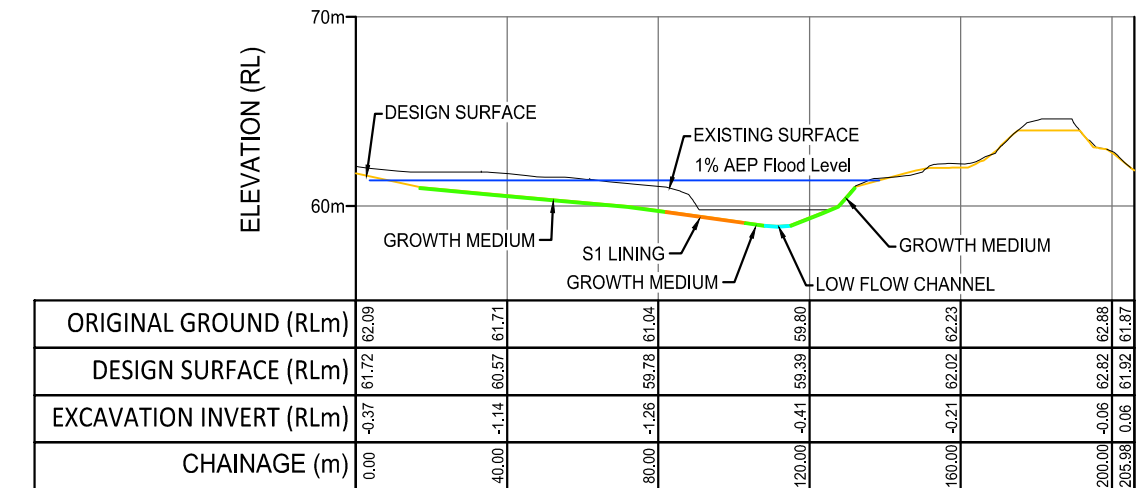 70m
ELEVATION (RL)
DESIGN SURFACE
EXISTING SURFACE
1% AEP Flood Level
60m
GROWTH MEDIUM
S1 LINING
GROWTH MEDIUM
GROWTH MEDIUM
LOW FLOW CHANNEL
ORIGINAL GROUND (RLm) 62.09 61.71 61.04 59.80 62.23 62.88 61.87
DESIGN SURFACE (RLm) 61.72 60.57 59.78 59.39 62.02 62.82 61.92
EXCAVATION INVERT (RLm) -0.37 -1.14 -1.26 -0.41 -0.21 -0.06 0.06
CHAINAGE (m) 0.00 40.00 80.00 120.00 160.00 200.00 205.98